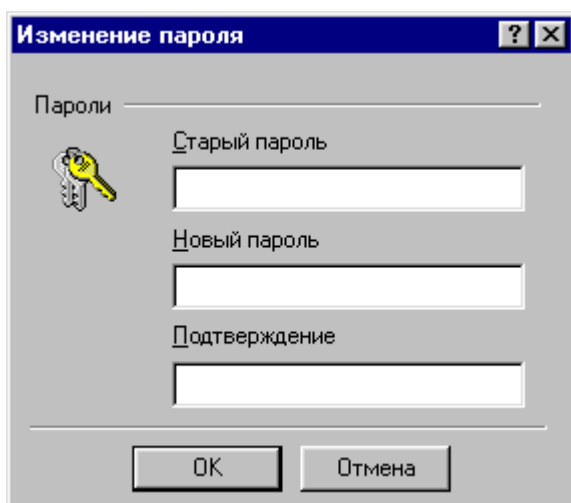 Изменение пароля
Пароли
Старый пароль
Новый пароль
Подтверждение
OK Отмена